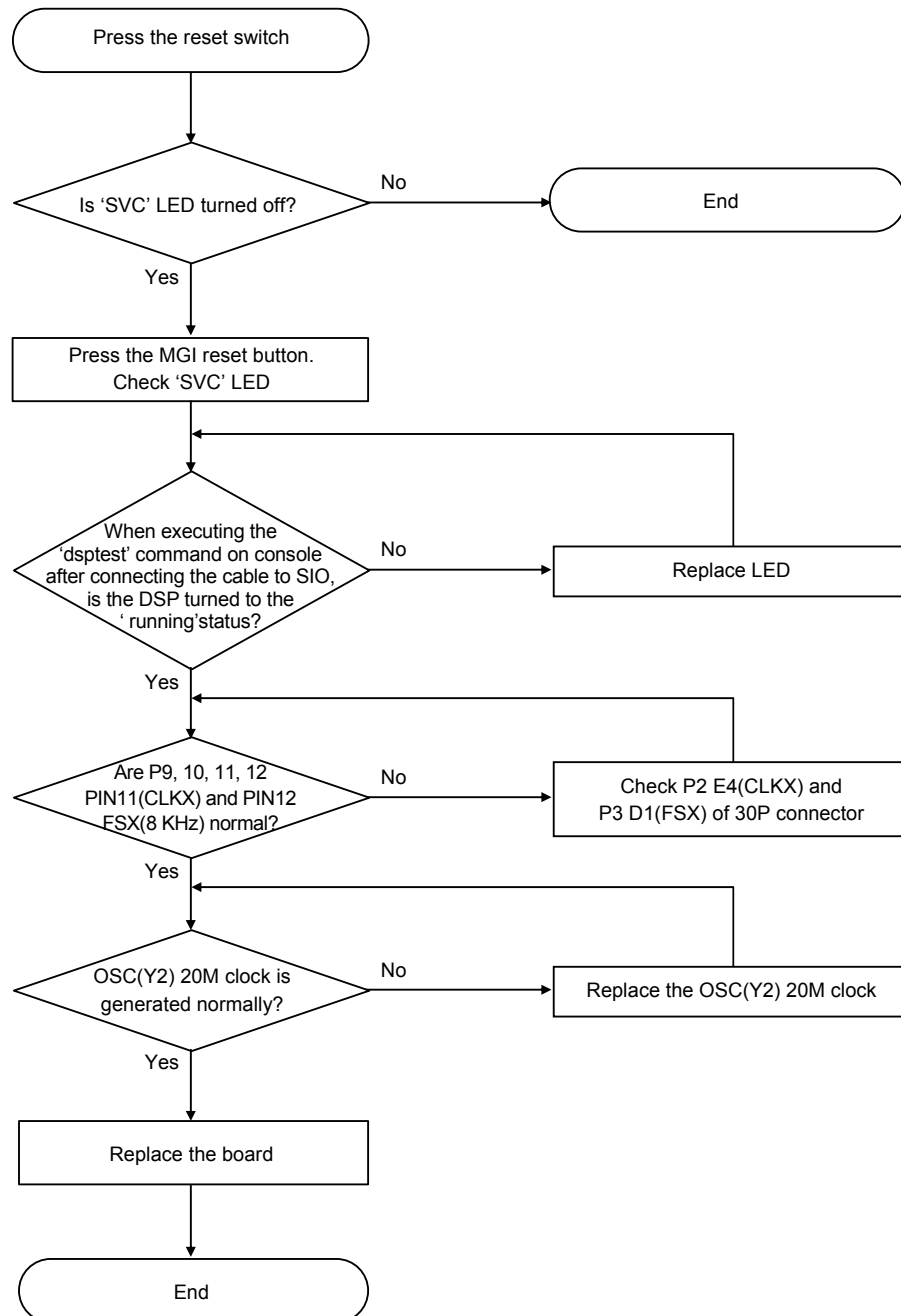 Press the reset switch
Is ‘SVC’ LED turned off?
No
End
Yes
Press the MGI reset button.
Check ‘SVC’ LED
When executing the
‘dsptest’ command on console
after connecting the cable to SIO,
is the DSP turned to the
‘ running’status?
No
Replace LED
Yes
Are P9, 10, 11, 12
PIN11(CLKX) and PIN12
FSX(8 KHz) normal?
No
Check P2 E4(CLKX) and
P3 D1(FSX) of 30P connector
Yes
OSC(Y2) 20M clock is
generated normally?
No
Replace the OSC(Y2) 20M clock
Yes
Replace the board
End